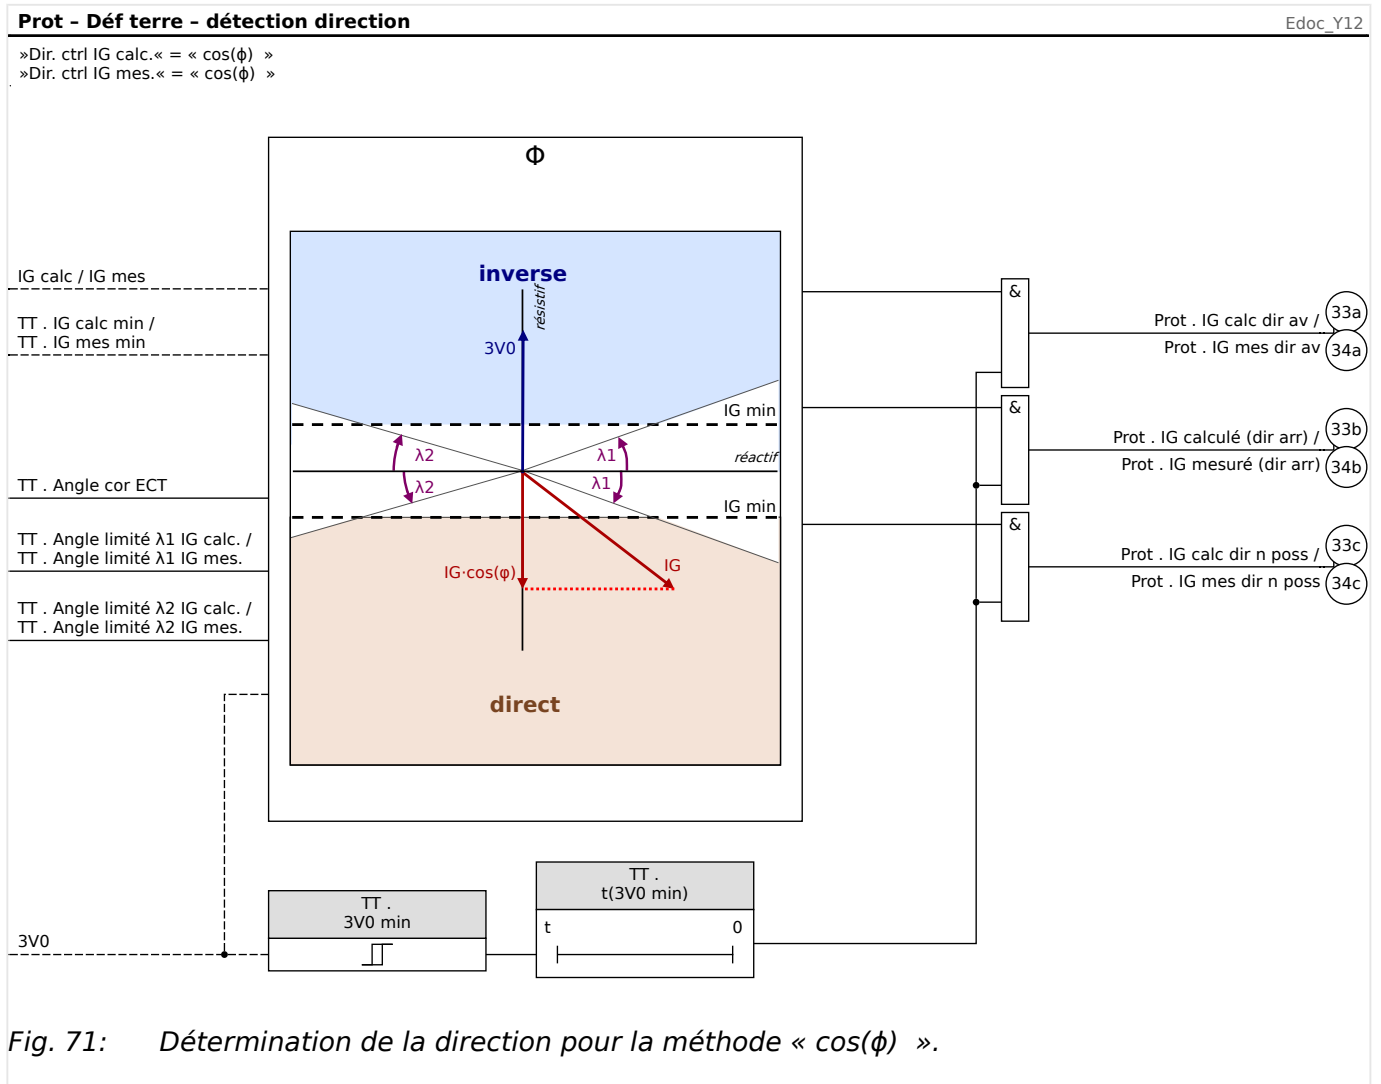 Prot – Déf terre – détection direction
Edoc_Y12
»Dir. ctrl IG calc.« = « cos(ϕ)  »
»Dir. ctrl IG mes.« = « cos(ϕ)  »
Φ
inverse
résistif
3V0
IG min
λ2
λ1
réactif
λ2
λ1
IG min
IG·cos(φ)
IG
direct
IG calc / IG mes
TT . IG calc min /
TT . IG mes min
TT . Angle cor ECT
TT . Angle limité λ1 IG calc. /
TT . Angle limité λ1 IG mes.
TT . Angle limité λ2 IG calc. /
TT . Angle limité λ2 IG mes.
3V0
TT .
3V0 min
TT .
t(3V0 min)
t
0
&
Prot . IG calc dir av /
33a
Prot . IG mes dir av
34a
&
Prot . IG calculé (dir arr) /
33b
Prot . IG mesuré (dir arr)
34b
&
Prot . IG calc dir n poss /
33c
Prot . IG mes dir n poss
34c
Fig. 71: Détermination de la direction pour la méthode « cos(ϕ)  ».